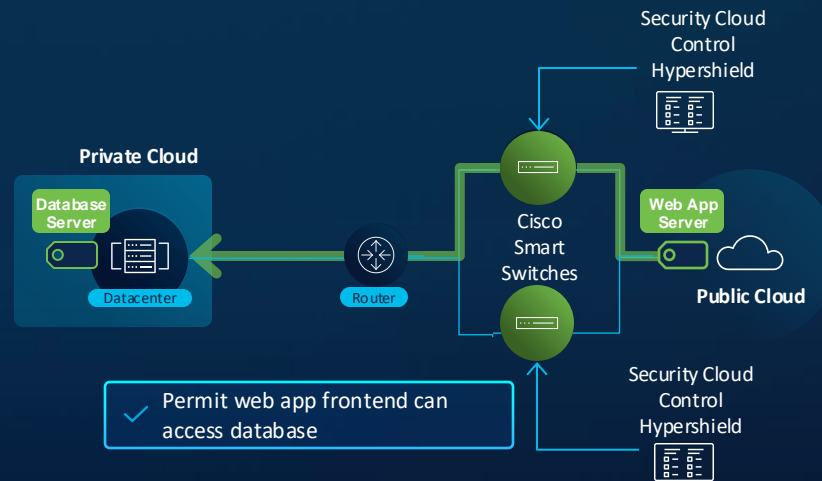 Security Cloud
Control
Hypershield
Private Cloud
Database
Server
Datacenter
Router
Cisco
Smart
Switches
Web App
Server
Public Cloud
Permit web app frontend can
access database
Security Cloud
Control
Hypershield